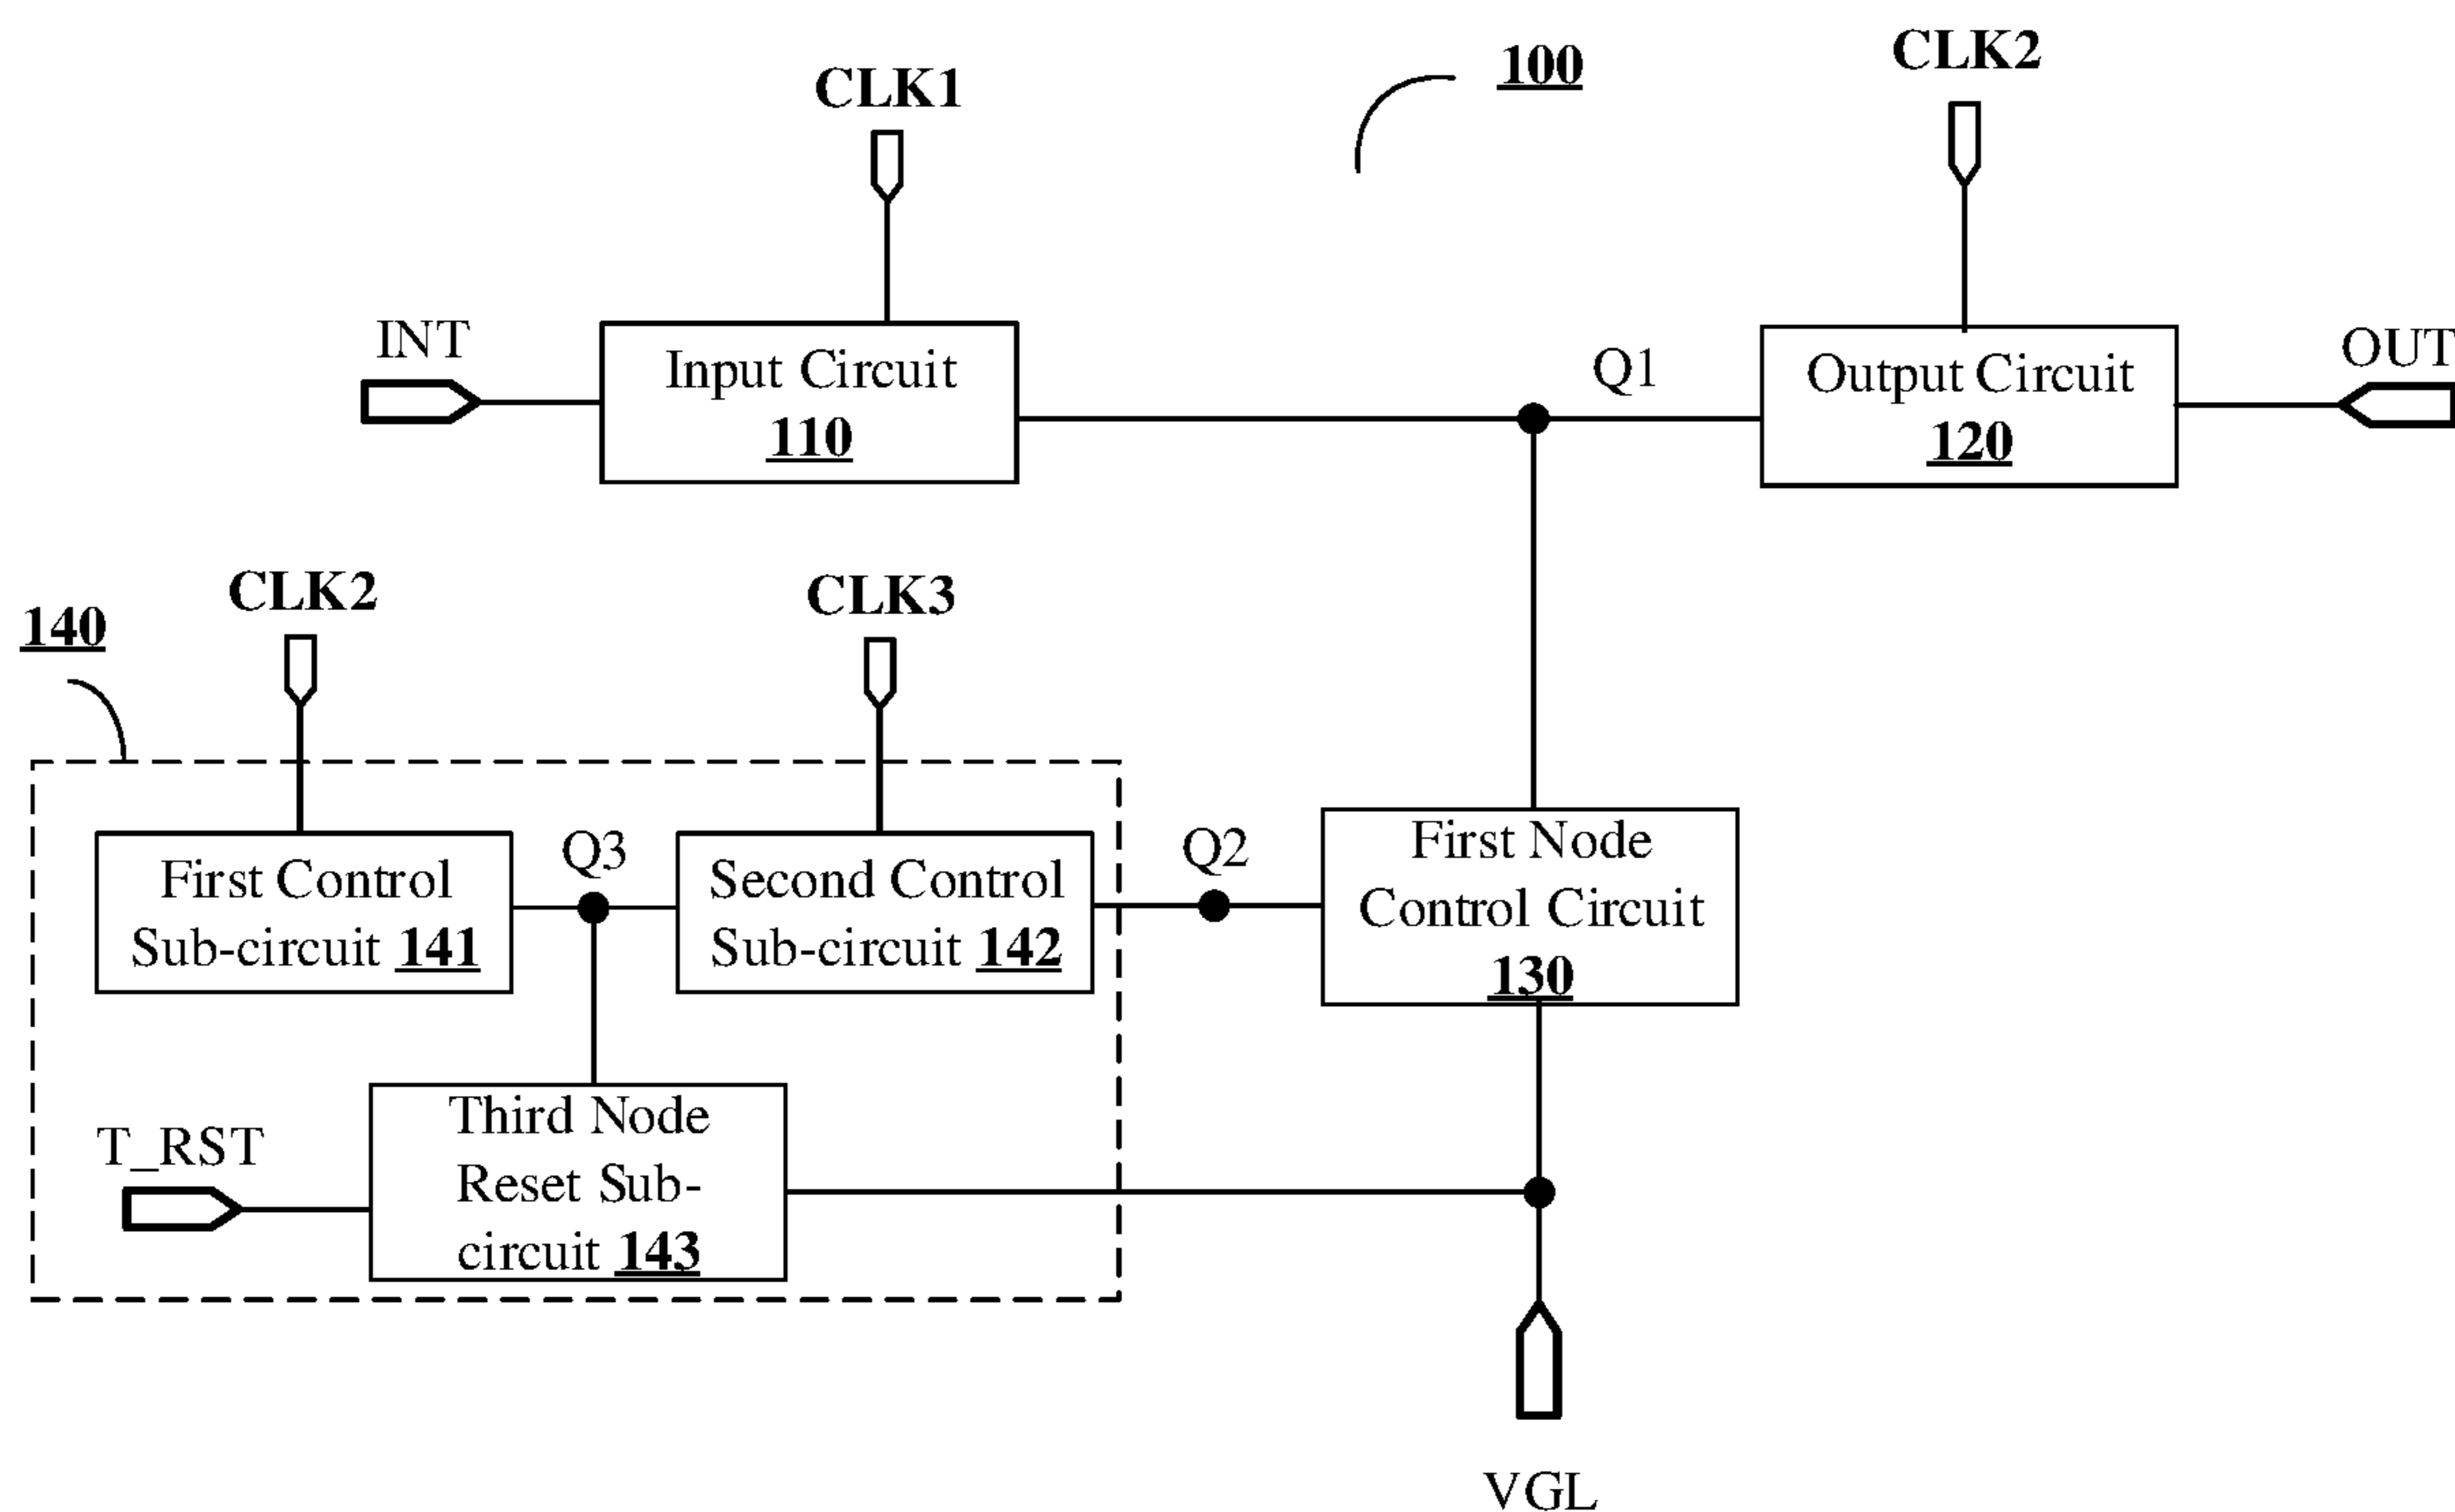 100
CLK2
CLK1
INT
Input Circuit
110
Q1
Output Circuit
120
OUT
CLK2
CLK3
140
First Control
Sub-circuit 141
Q3
Second Control
Sub-circuit 142
Q2
First Node
Control Circuit
130
T_RST
Third Node
Reset Sub-
circuit 143
VGL